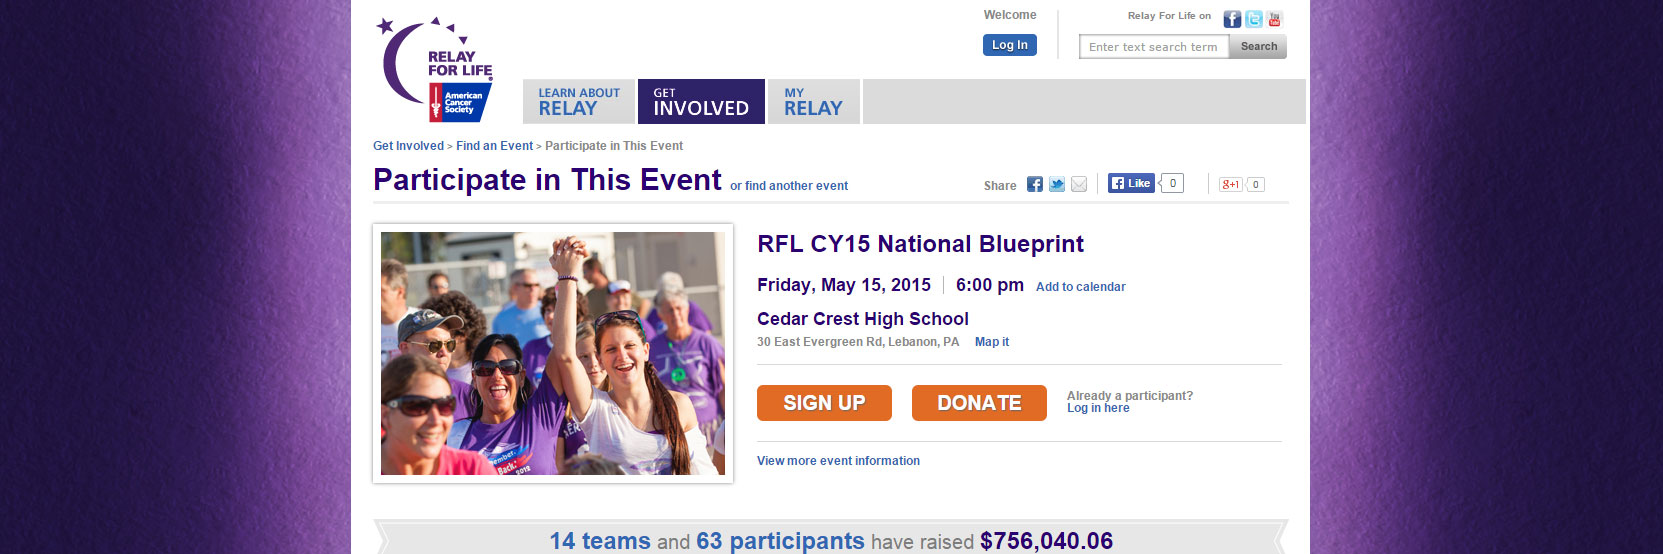 RELAY
FOR LIFE
American
Cancer
Society
Welcome
Log In
Relay For Life on
You
Tube
Enter text search term
Search
LEARN ABOUT
RELAY
GET
INVOLVED
MY
RELAY
Get Involved > Find an Event > Participate in This Event
Participate in This Event or find another event
Share
Like 0
g+1 0
RFL CY15 National Blueprint
Friday, May 15, 2015 6:00 pm Add to calendar
Cedar Crest High School
30 East Evergreen Rd, Lebanon, PA Map it
SIGN UP
DONATE
Already a participant?
Log in here
View more event information
14 teams and 63 participants have raised $756,040.06